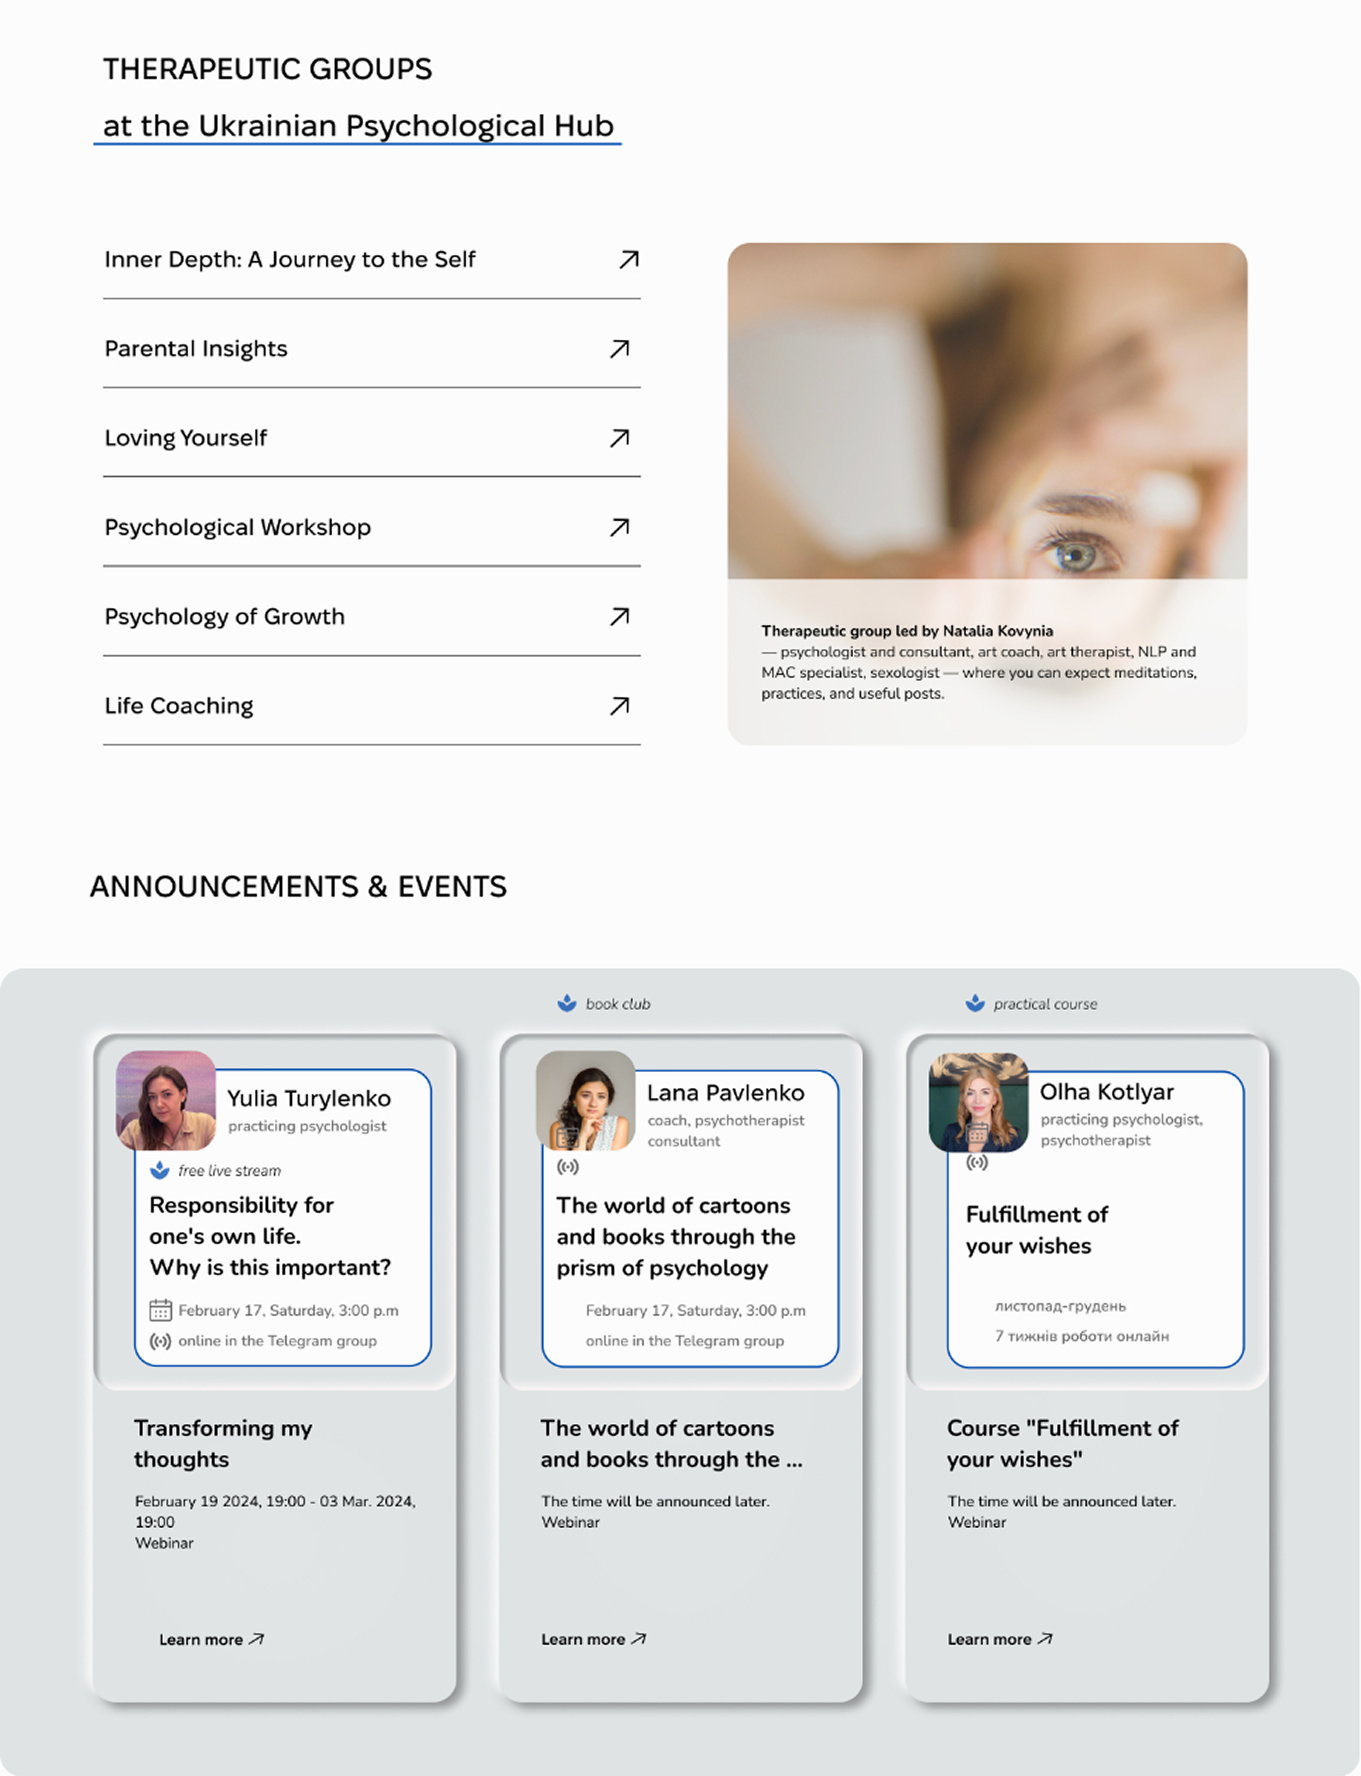 THERAPEUTIC GROUPS
at the Ukrainian Psychological Hub
Inner Depth: A Journey to the Self
Parental Insights
Loving Yourself
Psychological Workshop
Psychology of Growth
Life Coaching
Therapeutic group led by Natalia Kovynia
— psychologist and consultant, art coach, art therapist, NLP and
MAC specialist, sexologist — where you can expect meditations,
practices, and useful posts.
ANNOUNCEMENTS & EVENTS
Yulia Turylenko
practicing psychologist
free live stream
Responsibility for
one's own life.
Why is this important?
February 17, Saturday, 3:00 p.m
online in the Telegram group
Transforming my
thoughts
February 19 2024, 19:00 - 03 Mar. 2024,
19:00
Webinar
Learn more
book club
Lana Pavlenko
coach, psychotherapist
consultant
The world of cartoons
and books through the
prism of psychology
February 17, Saturday, 3:00 p.m
online in the Telegram group
The world of cartoons
and books through the ...
The time will be announced later.
Webinar
Learn more
practical course
Olha Kotlyar
practicing psychologist,
psychotherapist
Fulfillment of
your wishes
листопад-грудень
7 тижнів роботи онлайн
Course "Fulfillment of
your wishes"
The time will be announced later.
Webinar
Learn more